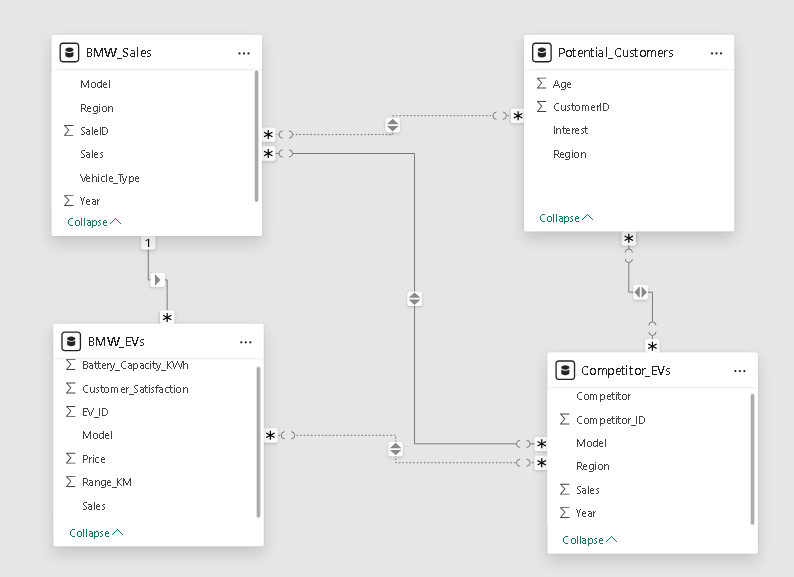 BMW_Sales
Model
Region
SaleID
Sales
Vehicle_Type
Year
Collapse
Potential_Customers
Age
CustomerID
Interest
Region
Collapse
1
BMW_EVs
Battery_Capacity_KWh
Customer_Satisfaction
EV_ID
Model
Price
Range_KM
Sales
Collapse
Competitor_EVs
Competitor
Competitor_ID
Model
Region
Sales
Year
Collapse